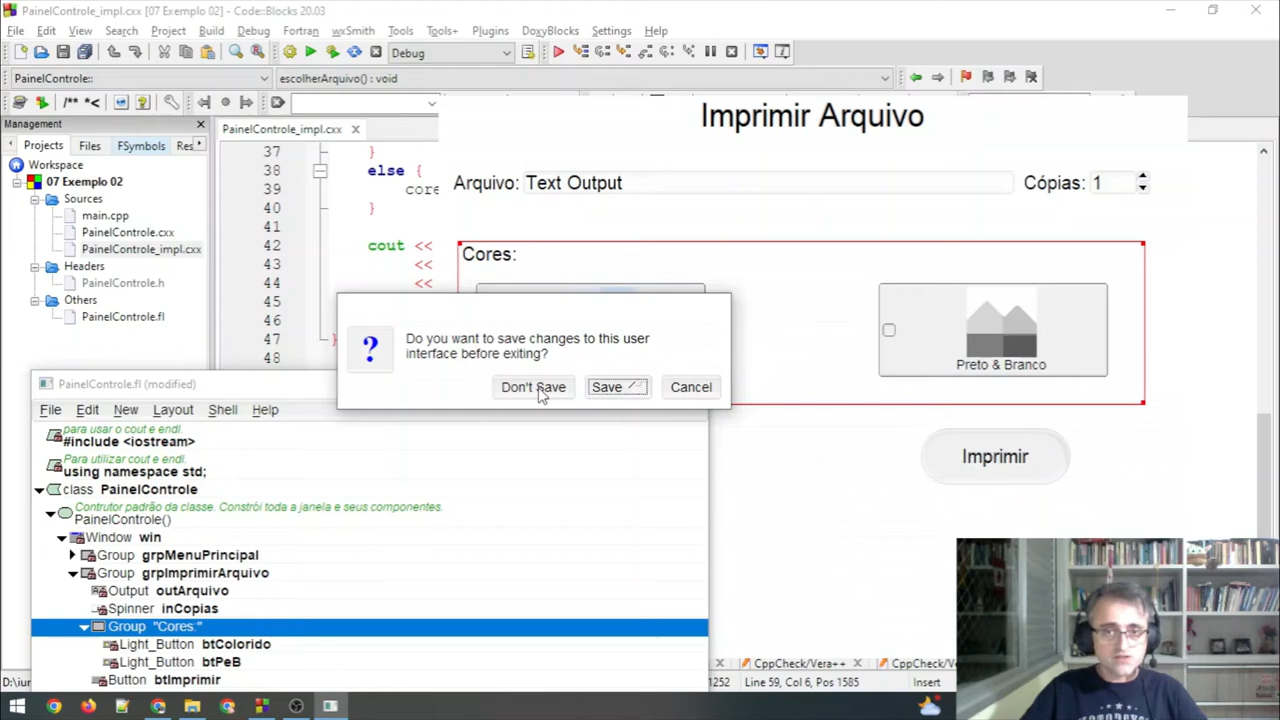 PainelControle_impl.cxx [07 Exemplo 02] - Code::Blocks 20.03
File Edit View Search Project Build Debug Fortran wxSmith Tools Tools+ Plugins DoxyBlocks Settings Help
Debug
PainelControle:: escolherArquivo() : void
/** *<
Management
Projects Files FSymbols Res
PainelControle_impl.cxx
Workspace
07 Exemplo 02
Sources
main.cpp
PainelControle.cxx
PainelControle_impl.cxx
Headers
PainelControle.h
Others
PainelControle.fl
37 }
38 else {
39 core
40 }
41
42 cout <<
43 <<
44 <<
45
46
47 }
48
Imprimir Arquivo
Arquivo: Text Output Cópias: 1
Cores:
Preto & Branco
Imprimir
Do you want to save changes to this user
interface before exiting?
Don't Save Save Cancel
PainelControle.fl (modified)
File Edit New Layout Shell Help
para usar o cout e endl.
#include <iostream>
Para utilizar cout e endl.
using namespace std;
class PainelControle
Contrutor padrão da classe. Constrói toda a janela e seus componentes.
PainelControle()
Window win
Group grpMenuPrincipal
Group grpImprimirArquivo
Output outArquivo
Spinner inCopias
Group "Cores:"
Light_Button btColorido
Light_Button btPeB
Button btImprimir
CppCheck/Vera++ CppCheck/Ver
D:\iur 1252 Line 59, Col 6, Pos 1585 Insert